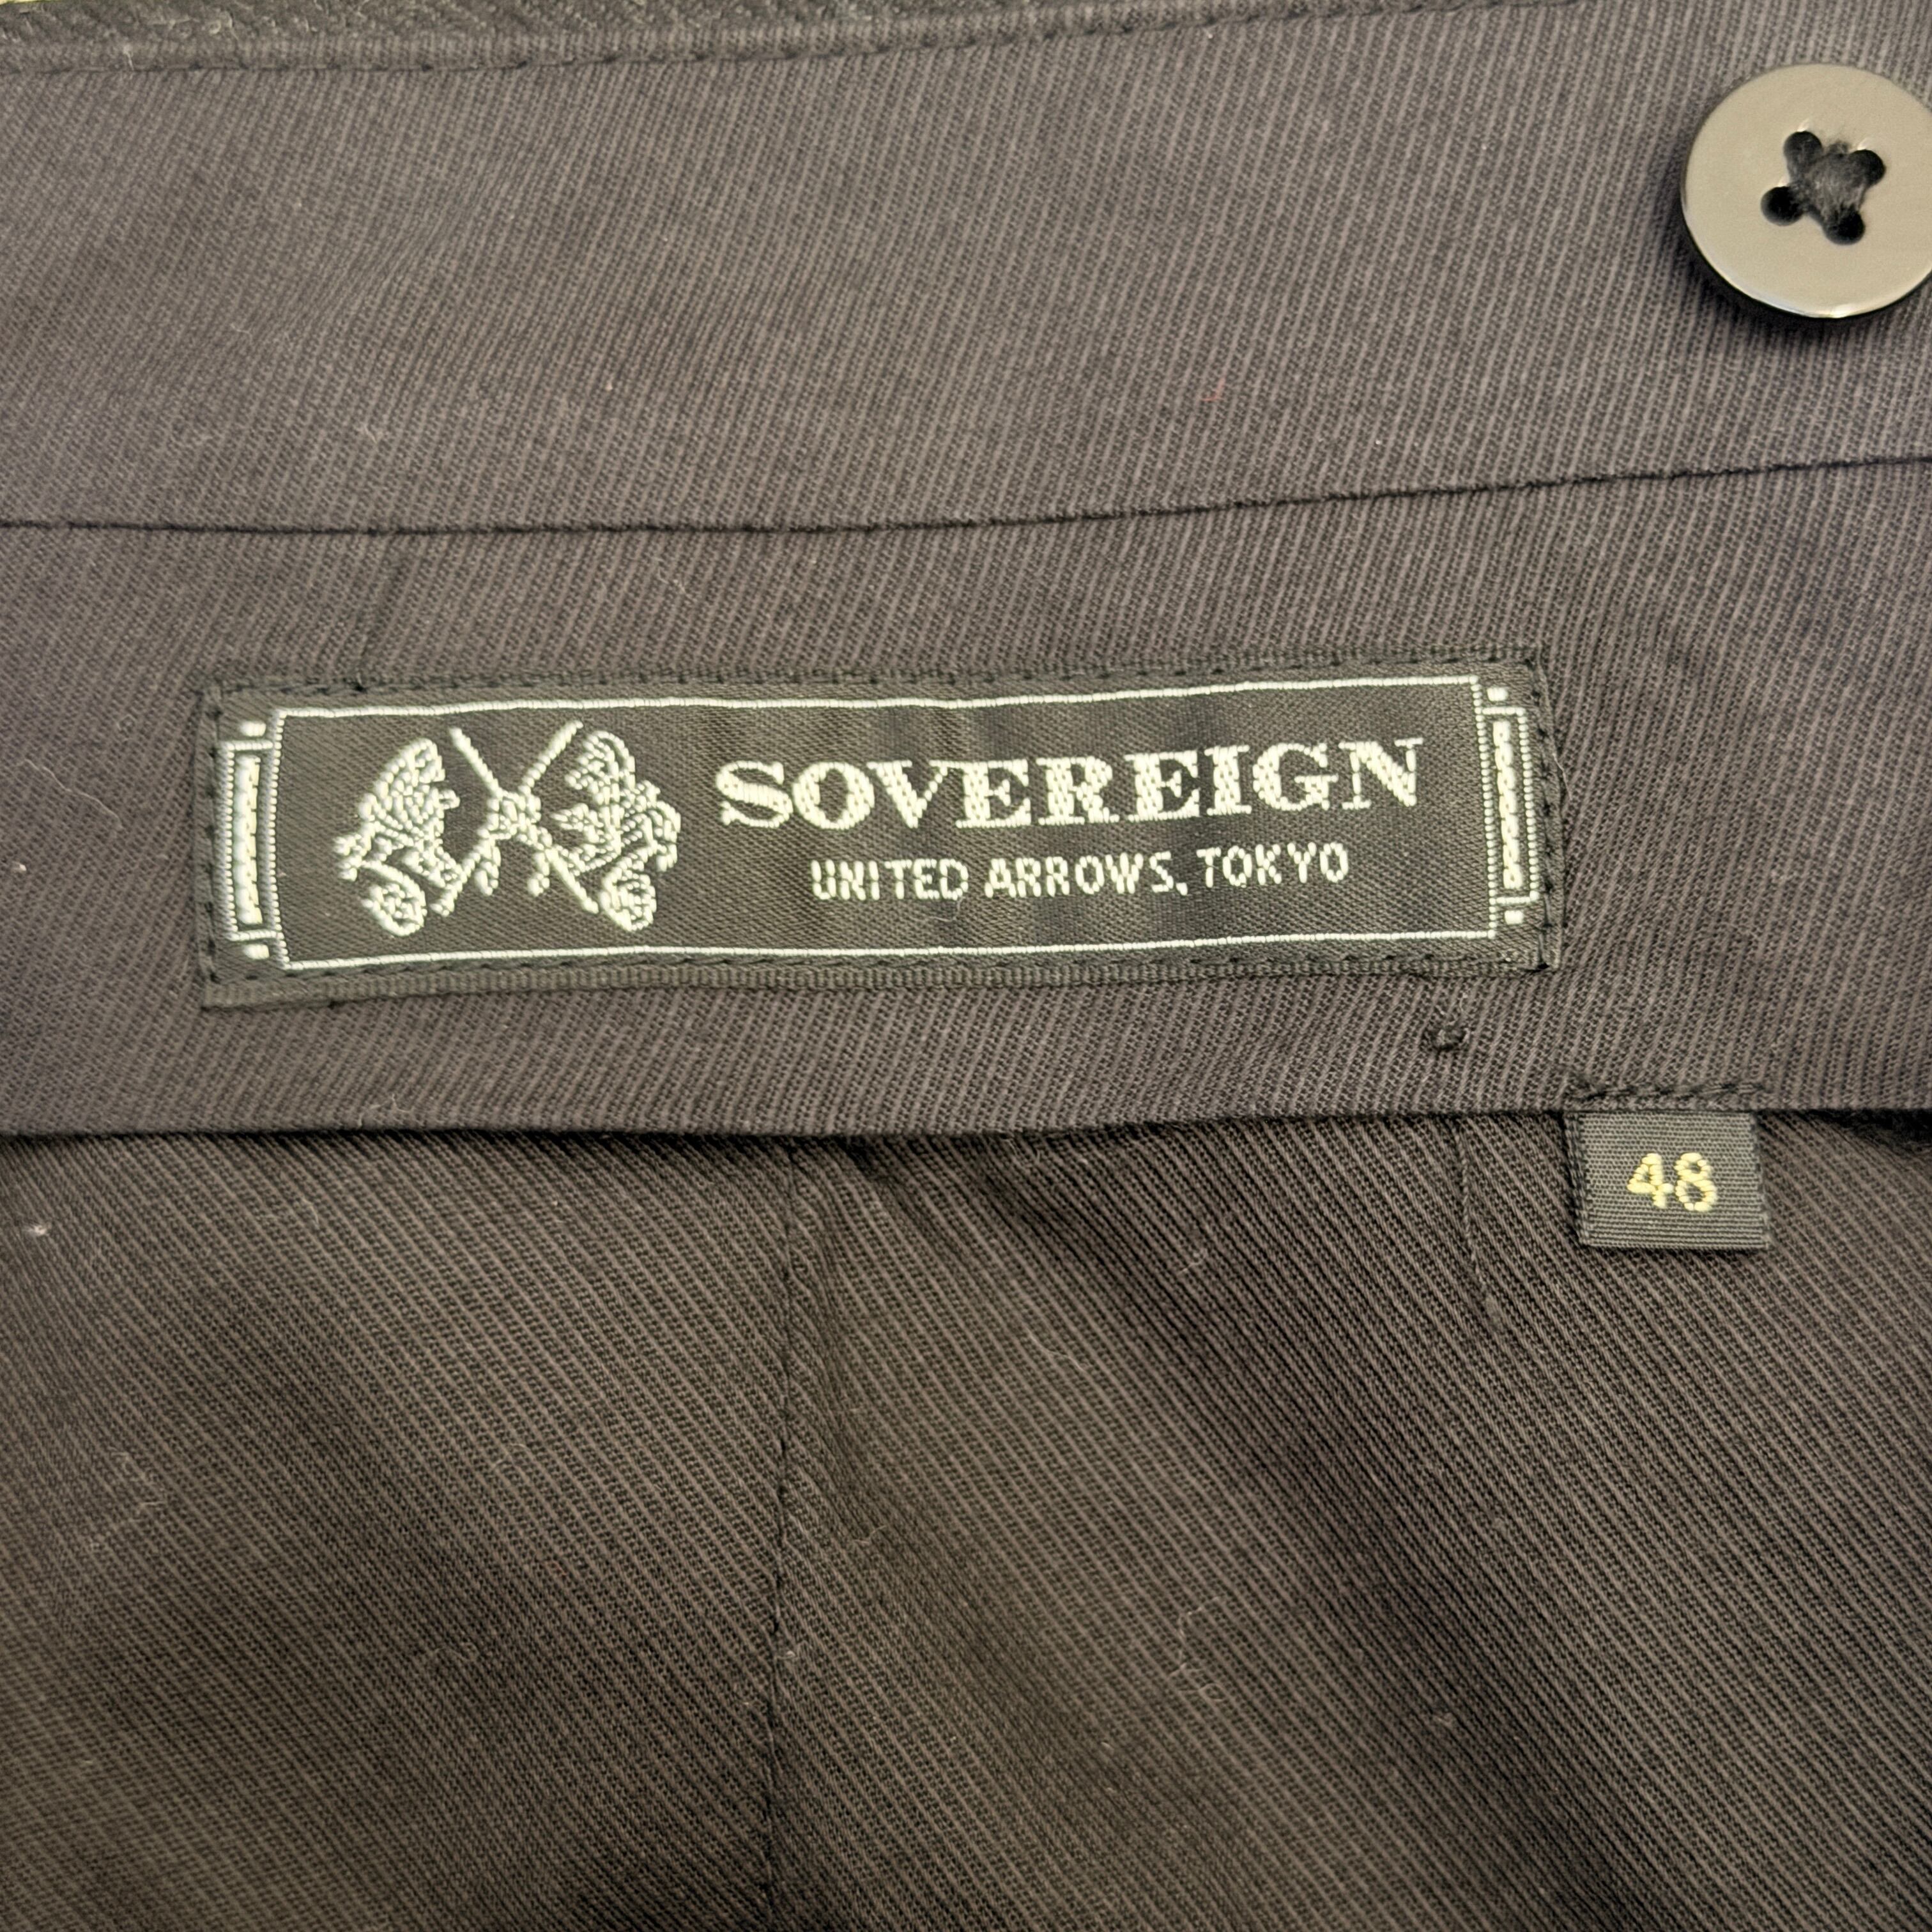 SOVEREIGN
UNITED ARROWS, TOKYO
48